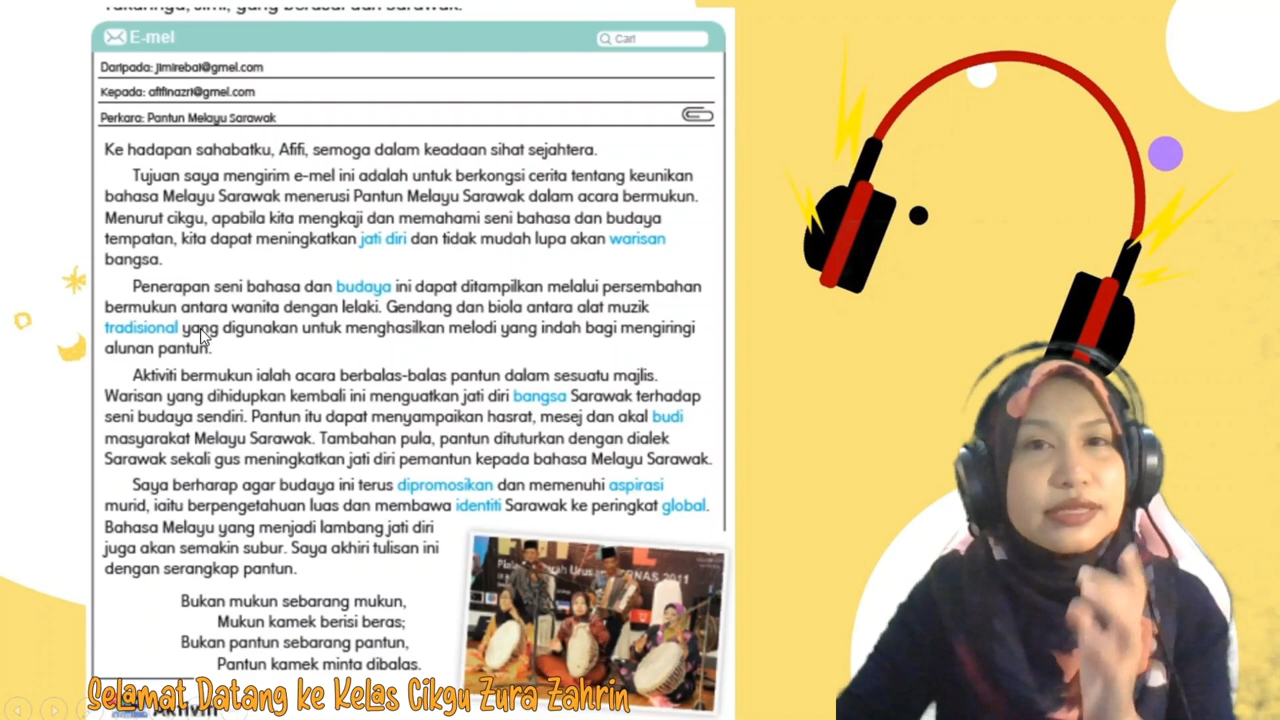 E-mel
Cari
Daripada: jimirebai@gmel.com
Kepada: afifinazri@gmel.com
Perkara: Pantun Melayu Sarawak
Ke hadapan sahabatku, Afifi, semoga dalam keadaan sihat sejahtera.
Tujuan saya mengirim e-mel ini adalah untuk berkongsi cerita tentang keunikan
bahasa Melayu Sarawak menerusi Pantun Melayu Sarawak dalam acara bermukun.
Menurut cikgu, apabila kita mengkaji dan memahami seni bahasa dan budaya
tempatan, kita dapat meningkatkan jati diri dan tidak mudah lupa akan warisan
bangsa.
Penerapan seni bahasa dan budaya ini dapat ditampilkan melalui persembahan
bermukun antara wanita dengan lelaki. Gendang dan biola antara alat muzik
tradisional yang digunakan untuk menghasilkan melodi yang indah bagi mengiringi
alunan pantun.
Aktiviti bermukun ialah acara berbalas-balas pantun dalam sesuatu majlis.
Warisan yang dihidupkan kembali ini menguatkan jati diri bangsa Sarawak terhadap
seni budaya sendiri. Pantun itu dapat menyampaikan hasrat, mesej dan akal budi
masyarakat Melayu Sarawak. Tambahan pula, pantun dituturkan dengan dialek
Sarawak sekali gus meningkatkan jati diri pemantun kepada bahasa Melayu Sarawak.
Saya berharap agar budaya ini terus dipromosikan dan memenuhi aspirasi
murid, iaitu berpengetahuan luas dan membawa identiti Sarawak ke peringkat global.
Bahasa Melayu yang menjadi lambang jati diri
juga akan semakin subur. Saya akhiri tulisan ini
dengan serangkap pantun.
Bukan mukun sebarang mukun,
Mukun kamek berisi beras;
Bukan pantun sebarang pantun,
Pantun kamek minta dibalas.
2011
Selamat Datang ke Kelas Cikgu Zura Zahrin
Aktiviti